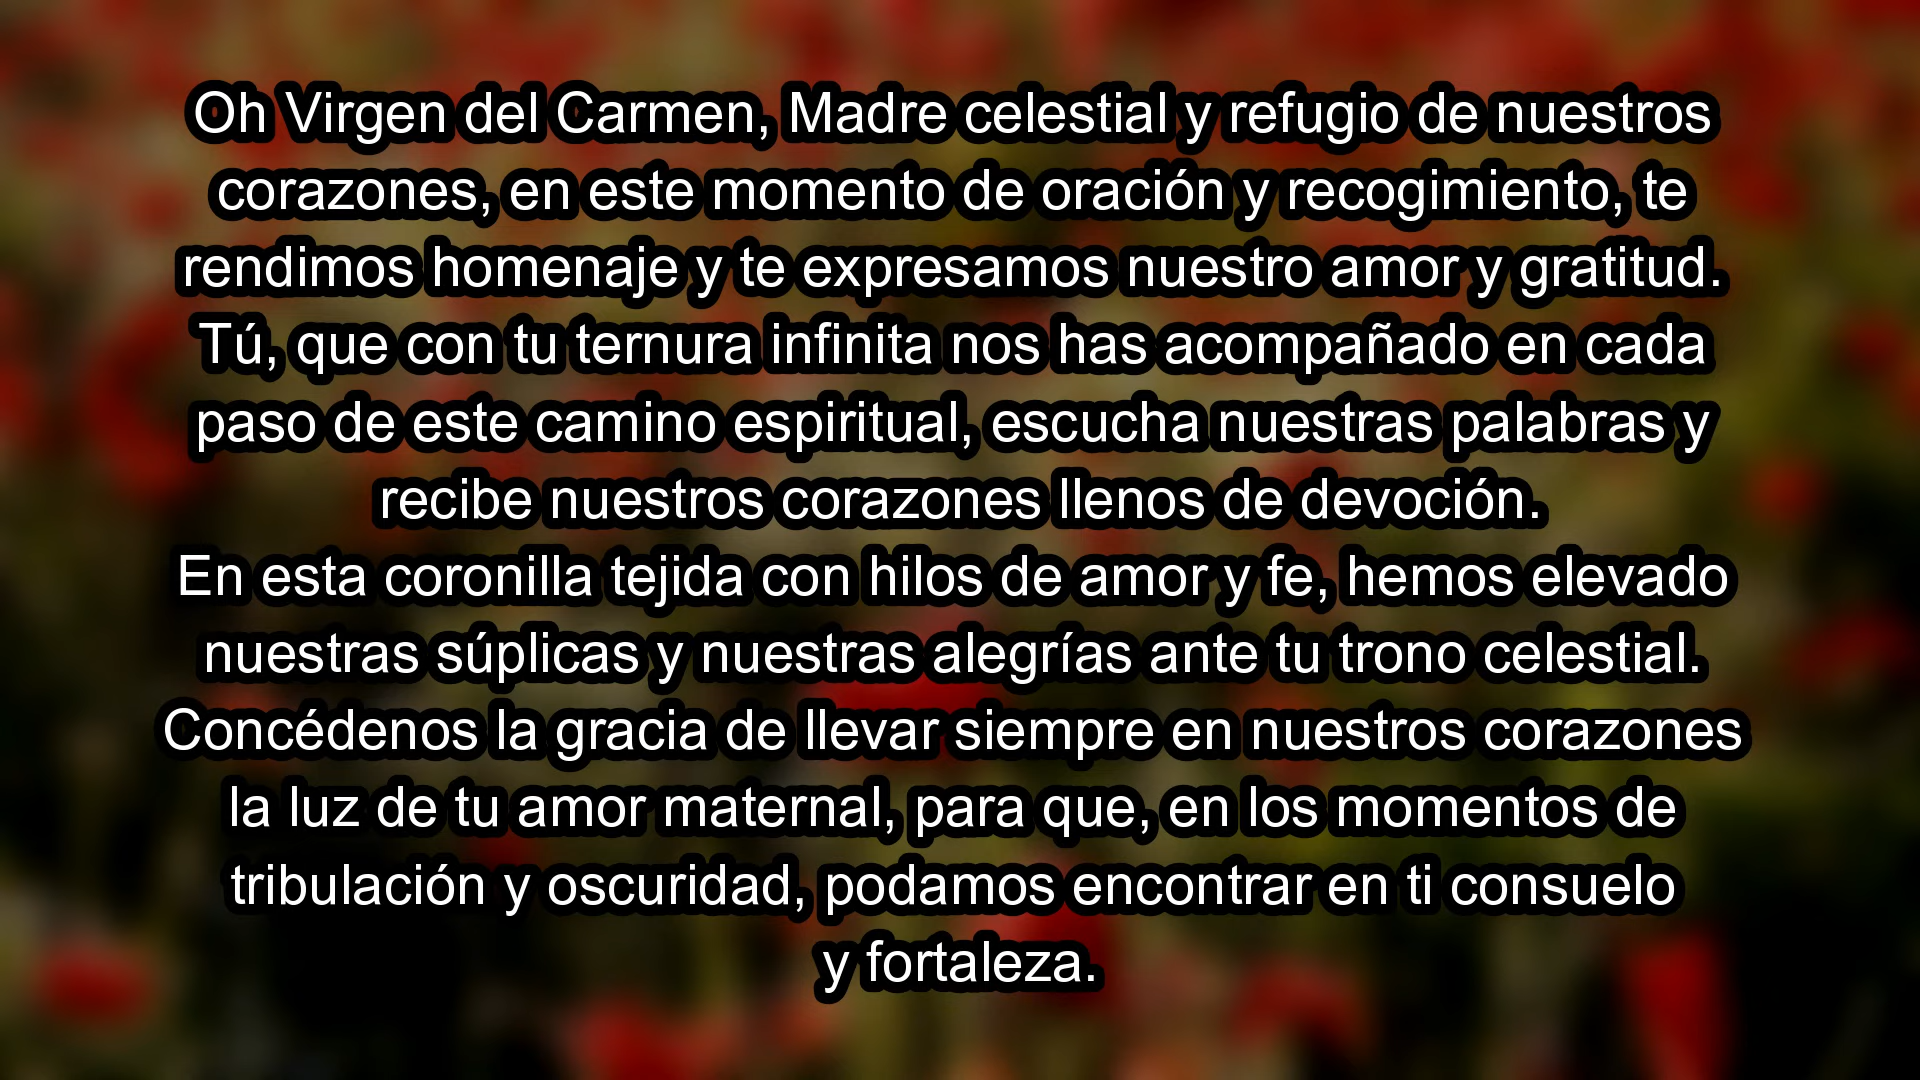 Oh Virgen del Carmen, Madre celestial y refugio de nuestros
corazones, en este momento de oración y recogimiento, te
rendimos homenaje y te expresamos nuestro amor y gratitud.
Tú, que con tu ternura infinita nos has acompañado en cada
paso de este camino espiritual, escucha nuestras palabras y
recibe nuestros corazones llenos de devoción.
En esta coronilla tejida con hilos de amor y fe, hemos elevado
nuestras súplicas y nuestras alegrías ante tu trono celestial.
Concédenos la gracia de llevar siempre en nuestros corazones
la luz de tu amor maternal, para que, en los momentos de
tribulación y oscuridad, podamos encontrar en ti consuelo
y fortaleza.